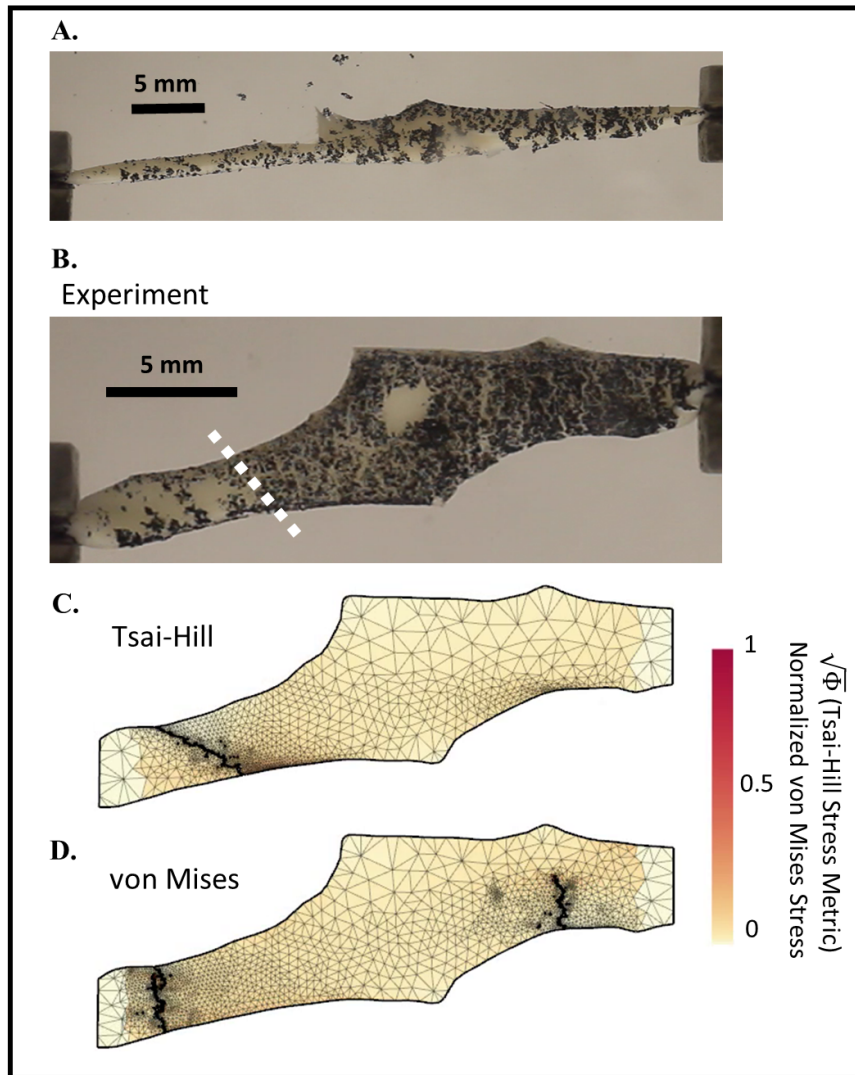 A.
5 mm
B.
Experiment
5 mm
C.
Tsai-Hill
D.
von Mises
1
0.5
0
√Φ (Tsai-Hill Stress Metric)
Normalized von Mises Stress